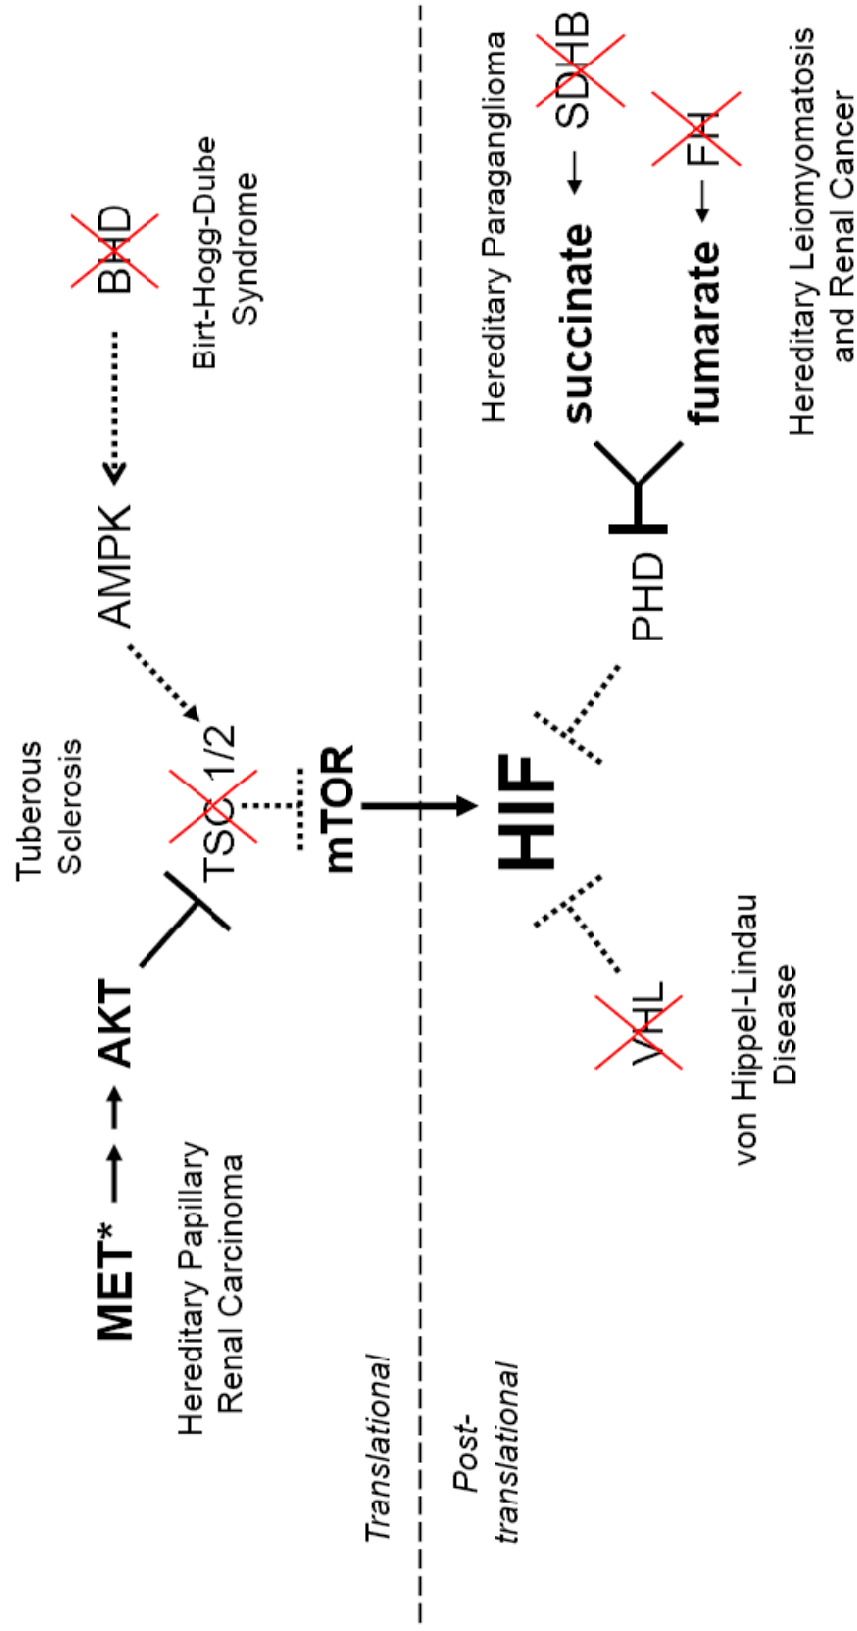 Tuberous
Sclerosis
MET*
AKT
AMPK
BHD
Hereditary Papillary
Renal Carcinoma
TSC 1/2
Birt-Hogg-Dube
Syndrome
mTOR
Translational
Post-
translational
HIF
Hereditary Paraganglioma
succinate
SDHB
VHL
PHD
fumarate
FH
von Hippel-Lindau
Disease
Hereditary Leiomyomatosis
and Renal Cancer